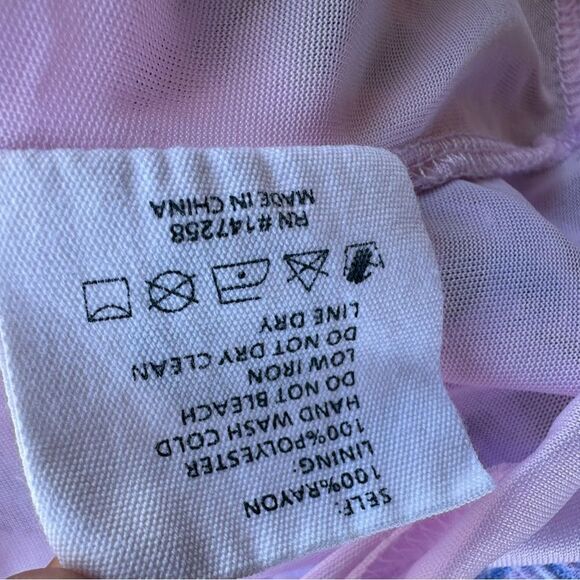 SELF:
100%RAYON
LINING:
100%POLYESTER
HAND WASH COLD
DO NOT BLEACH
LOW IRON
DO NOT DRY CLEAN
LINE DRY
RN #147258
MADE IN CHINA